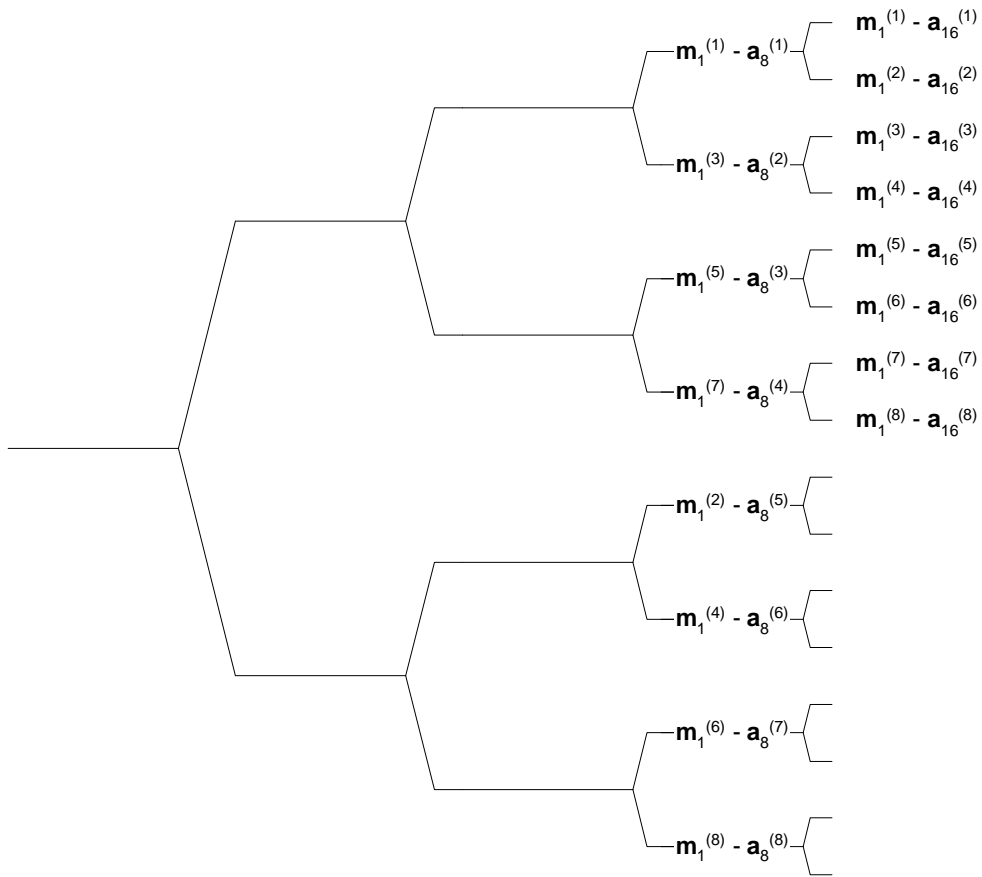 m₁⁽¹⁾ - a₈⁽¹⁾
m₁⁽³⁾ - a₈⁽²⁾
m₁⁽⁵⁾ - a₈⁽³⁾
m₁⁽⁷⁾ - a₈⁽⁴⁾
m₁⁽²⁾ - a₈⁽⁵⁾
m₁⁽⁴⁾ - a₈⁽⁶⁾
m₁⁽⁶⁾ - a₈⁽⁷⁾
m₁⁽⁸⁾ - a₈⁽⁸⁾
m₁⁽¹⁾ - a₁₆⁽¹⁾
m₁⁽²⁾ - a₁₆⁽²⁾
m₁⁽³⁾ - a₁₆⁽³⁾
m₁⁽⁴⁾ - a₁₆⁽⁴⁾
m₁⁽⁵⁾ - a₁₆⁽⁵⁾
m₁⁽⁶⁾ - a₁₆⁽⁶⁾
m₁⁽⁷⁾ - a₁₆⁽⁷⁾
m₁⁽⁸⁾ - a₁₆⁽⁸⁾